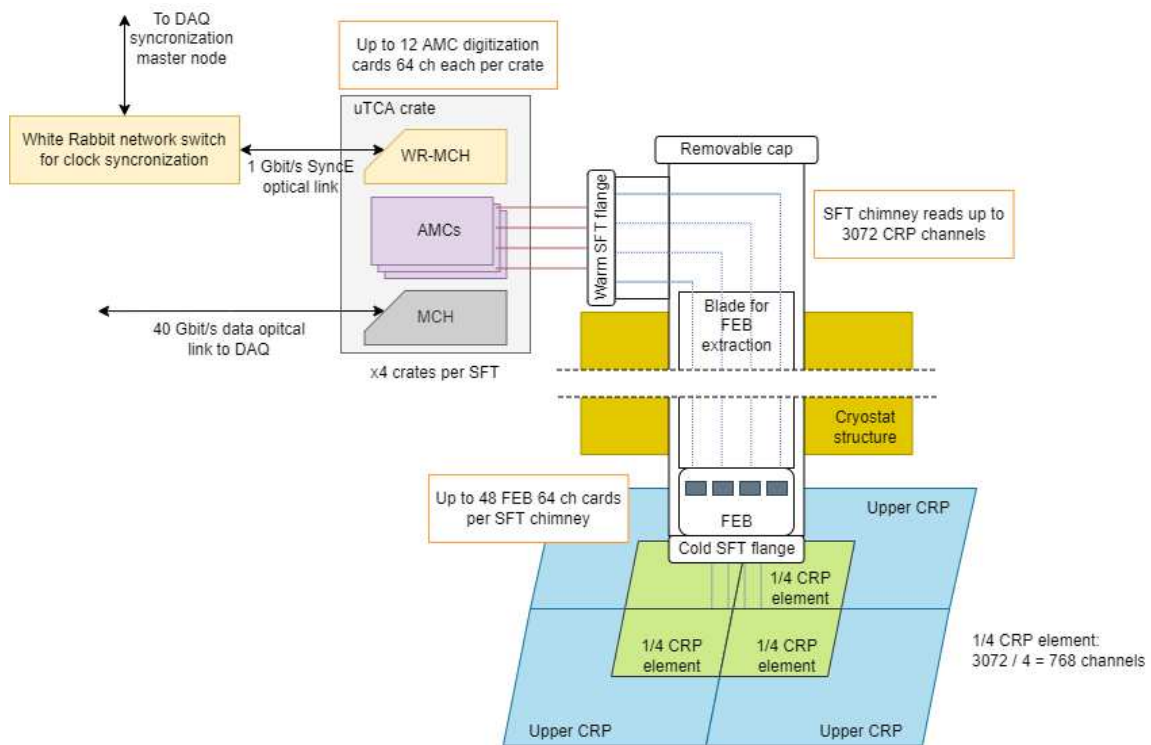 To DAQ
syncronization
master node
Up to 12 AMC digitization
cards 64 ch each per crate
uTCA crate
White Rabbit network switch
for clock syncronization
1 Gbit/s SyncE
optical link
WR-MCH
AMCs
MCH
40 Gbit/s data opitcal
link to DAQ
x4 crates per SFT
Removable cap
Warm SFT flange
SFT chimney reads up to
3072 CRP channels
Blade for
FEB
extraction
Cryostat
structure
Up to 48 FEB 64 ch cards
per SFT chimney
FEB
Cold SFT flange
Upper CRP
1/4 CRP
element
1/4 CRP
element
1/4 CRP
element
1/4 CRP element:
3072 / 4 = 768 channels
Upper CRP
Upper CRP